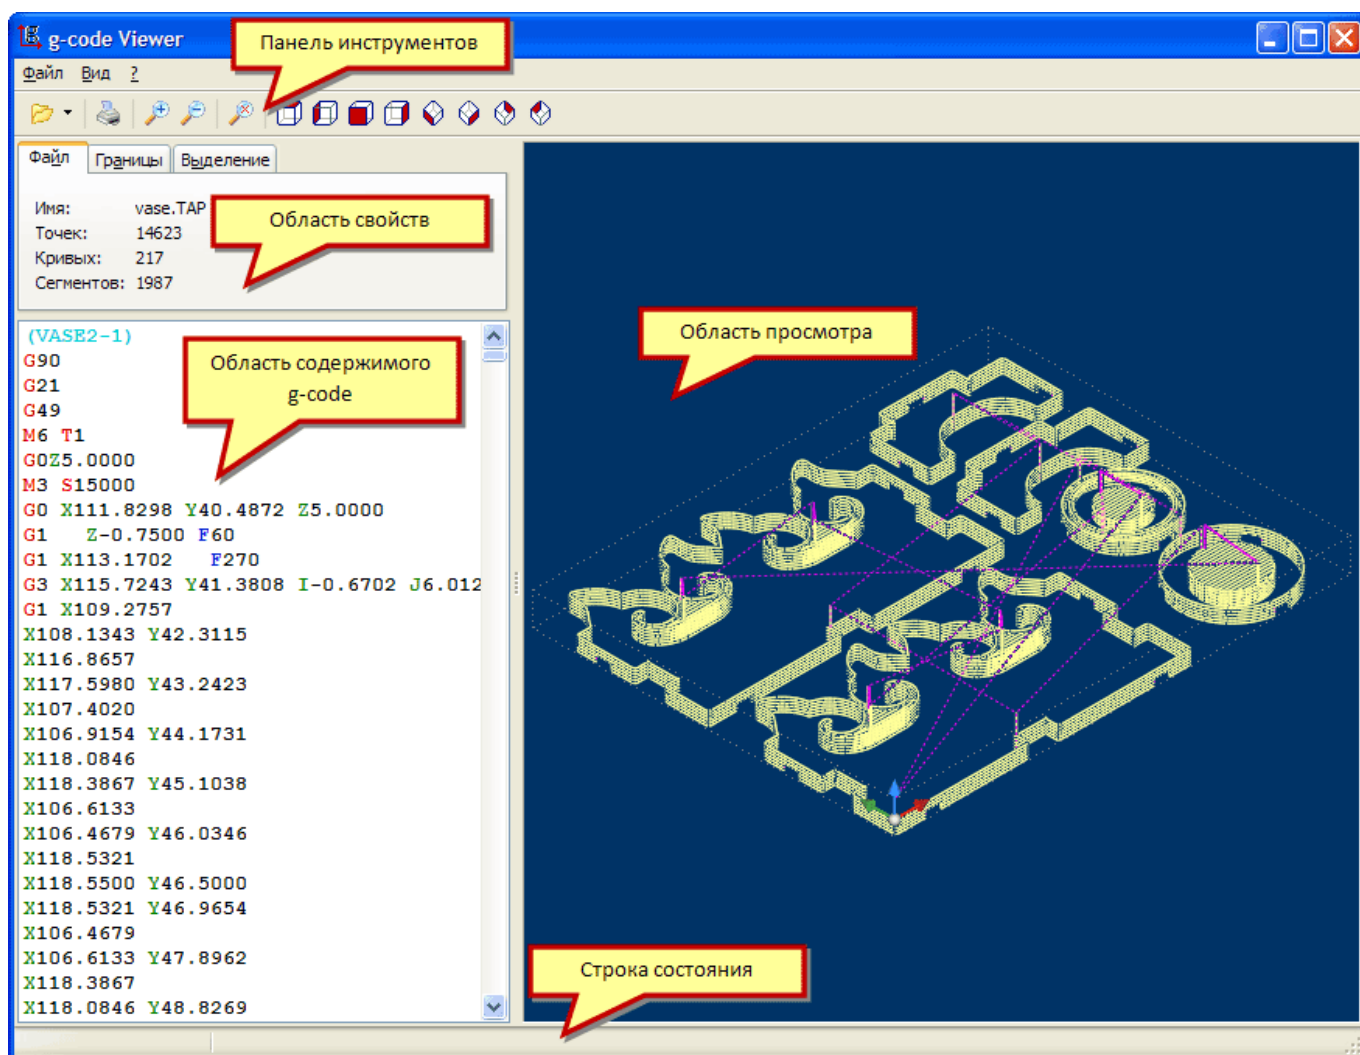 g-code Viewer
Панель инструментов
Файл Вид ?
Файл Границы Выделение
Имя: vase.TAP
Точек: 14623
Кривых: 217
Сегментов: 1987
Область свойств
(VASE2-1)
G90
G21
G49
M6 T1
G0Z5.0000
M3 S15000
G0 X111.8298 Y40.4872 Z5.0000
G1 Z-0.7500 F60
G1 X113.1702 F270
G3 X115.7243 Y41.3808 I-0.6702 J6.012
G1 X109.2757
X108.1343 Y42.3115
X116.8657
X117.5980 Y43.2423
X107.4020
X106.9154 Y44.1731
X118.0846
X118.3867 Y45.1038
X106.6133
X106.4679 Y46.0346
X118.5321
X118.5500 Y46.5000
X118.5321 Y46.9654
X106.4679
X106.6133 Y47.8962
X118.3867
X118.0846 Y48.8269
Область содержимого
g-code
Область просмотра
Строка состояния